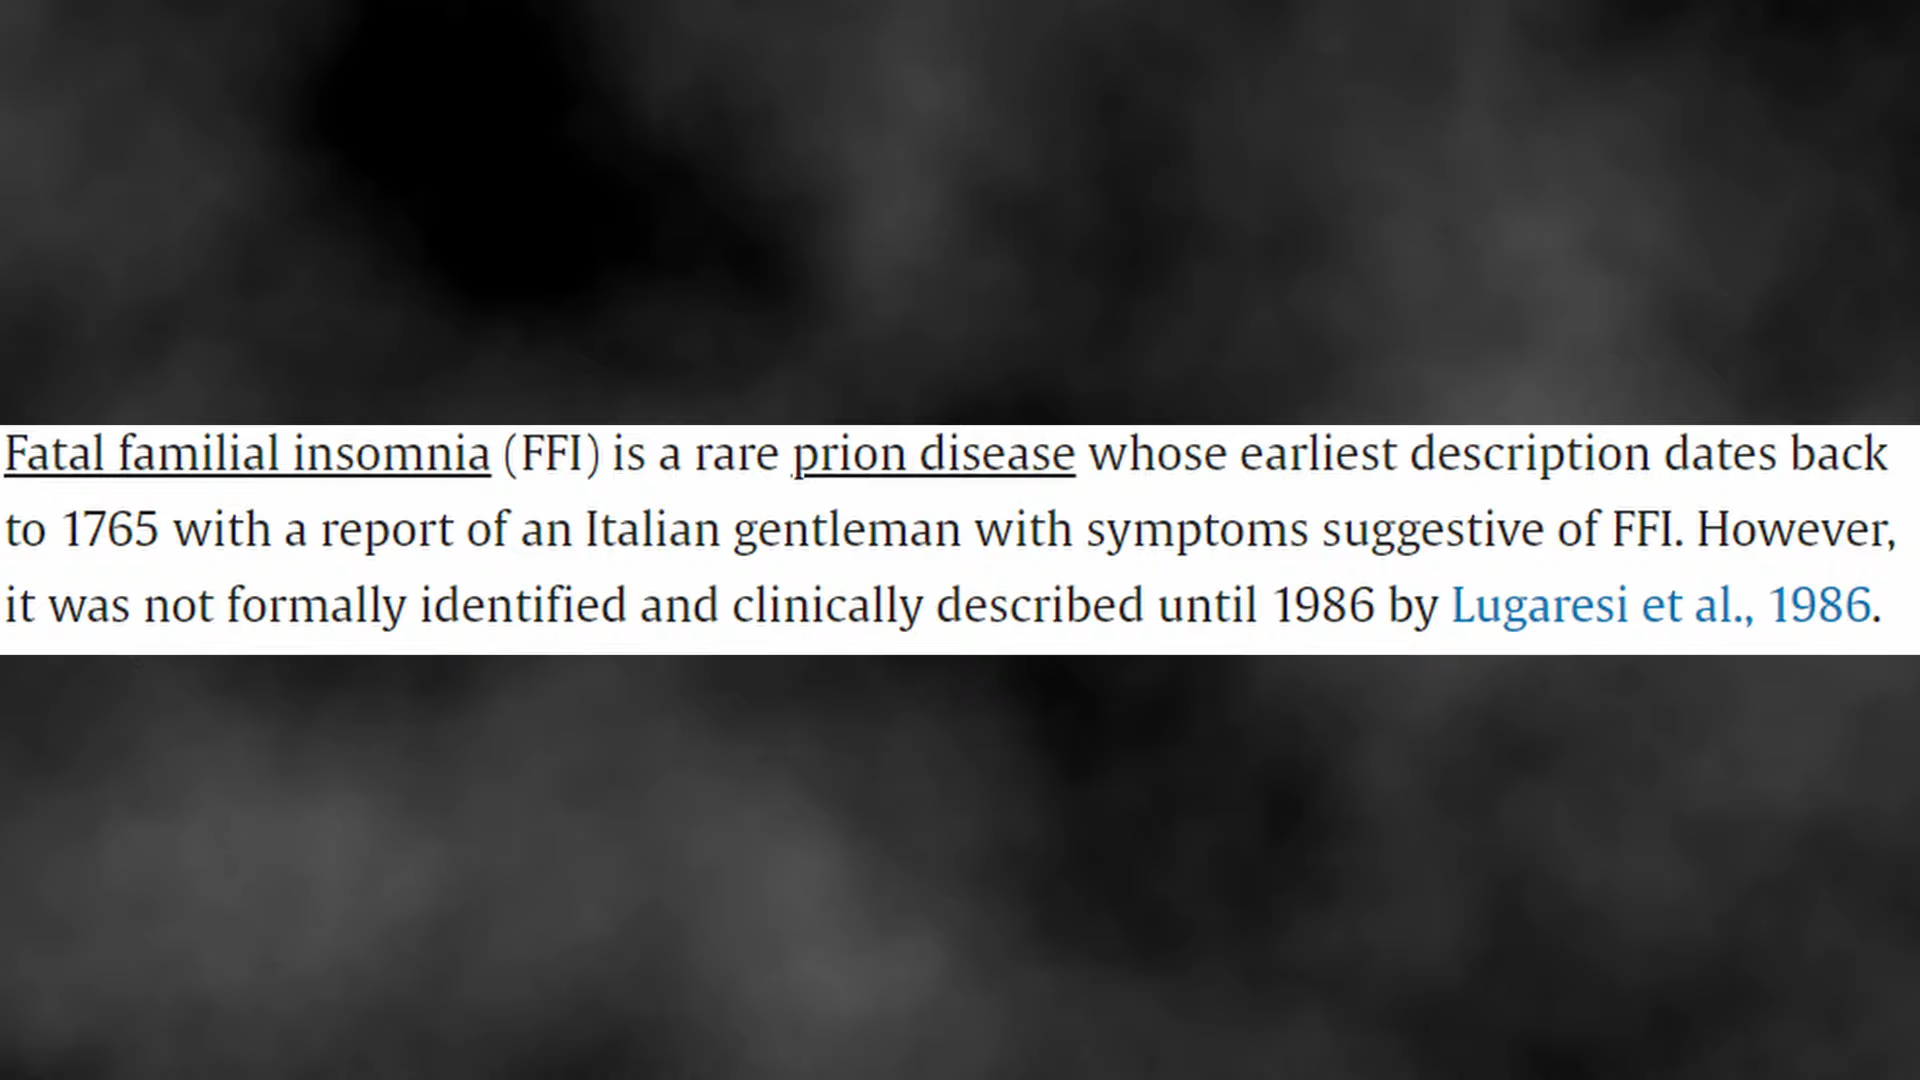 Fatal familial insomnia (FFI) is a rare prion disease whose earliest description dates back
to 1765 with a report of an Italian gentleman with symptoms suggestive of FFI. However,
it was not formally identified and clinically described until 1986 by Lugaresi et al., 1986.